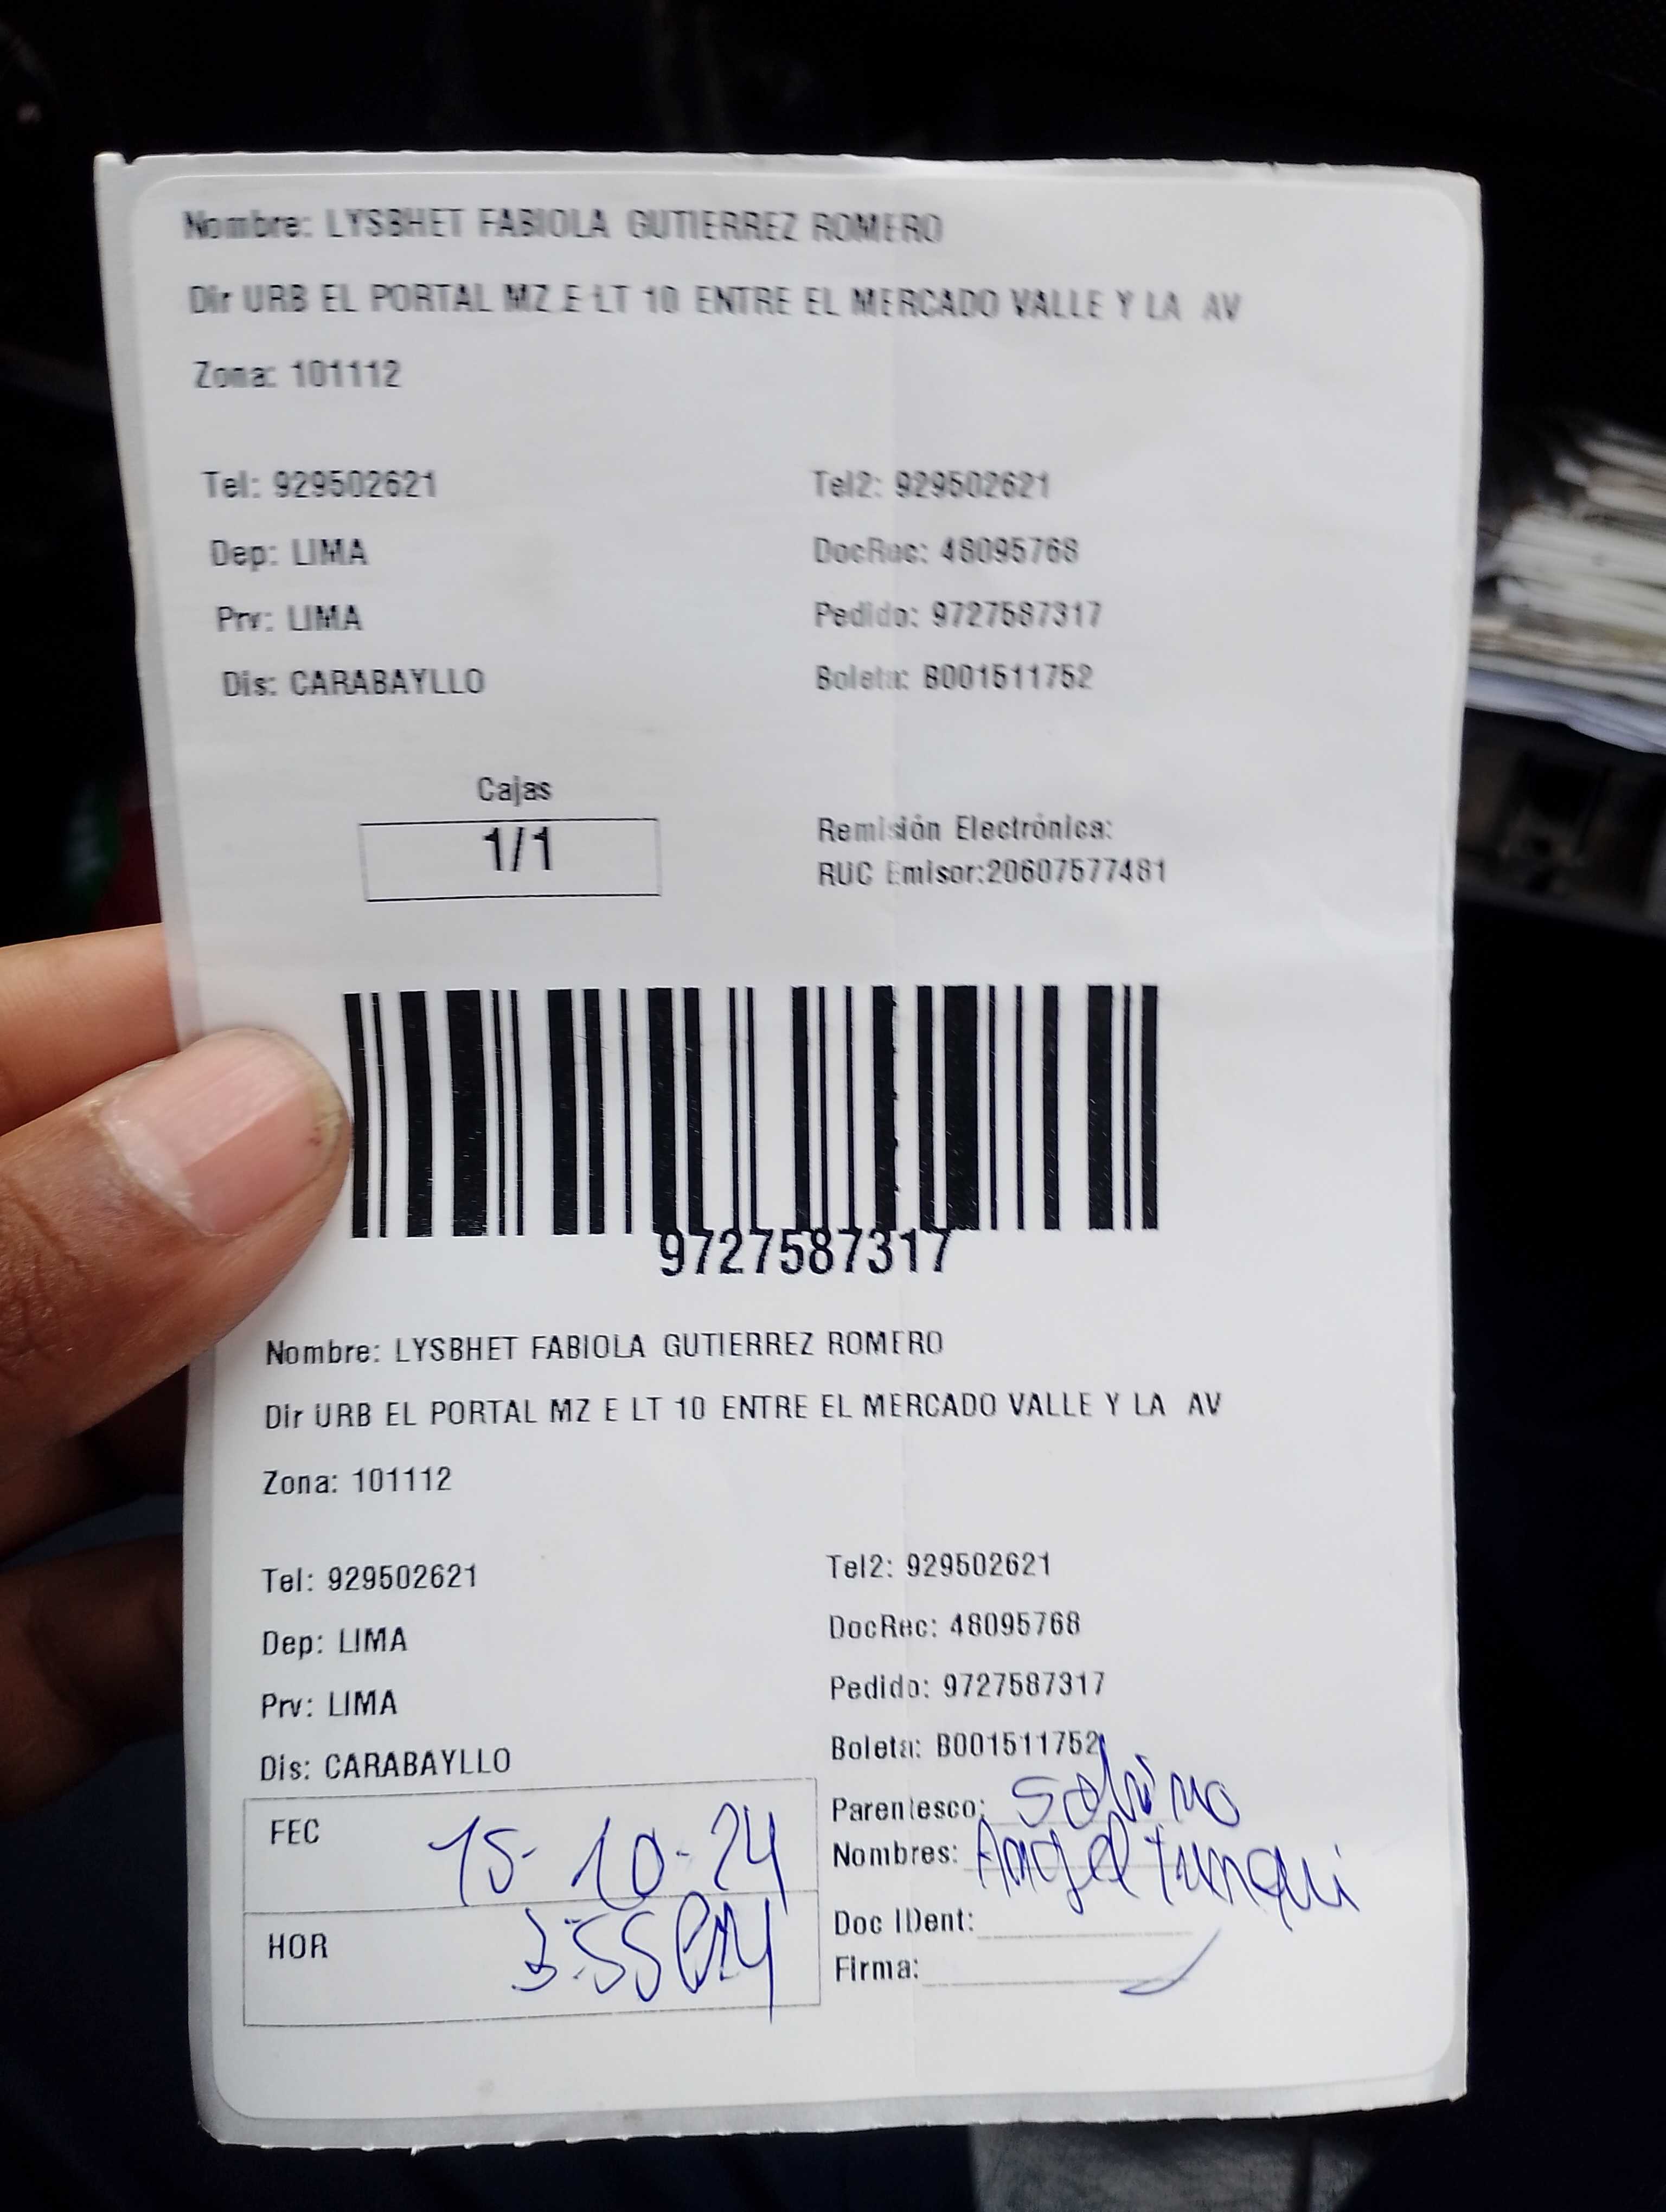 Nombre: LYSBHET FABIOLA GUTIERREZ ROMERO
Dir URB EL PORTAL MZ E LT 10 ENTRE EL MERCADO VALLE Y LA AV
Zona: 101112
Tel: 929502621 Tel2: 929502621
Dep: LIMA DocRec: 48095768
Prv: LIMA Pedido: 9727587317
Dis: CARABAYLLO Boleta: B001511752
Cajas
1/1
Remisión Electrónica:
RUC Emisor:20607577481
9727587317
Nombre: LYSBHET FABIOLA GUTIERREZ ROMERO
Dir URB EL PORTAL MZ E LT 10 ENTRE EL MERCADO VALLE Y LA AV
Zona: 101112
Tel: 929502621 Tel2: 929502621
Dep: LIMA DocRec: 48095768
Prv: LIMA Pedido: 9727587317
Dis: CARABAYLLO Boleta: B001511752
FEC 15-10-24 Parentesco: Sobrino
Nombres: Angel
HOR 3:55 PM Doc IDent:
Firma: